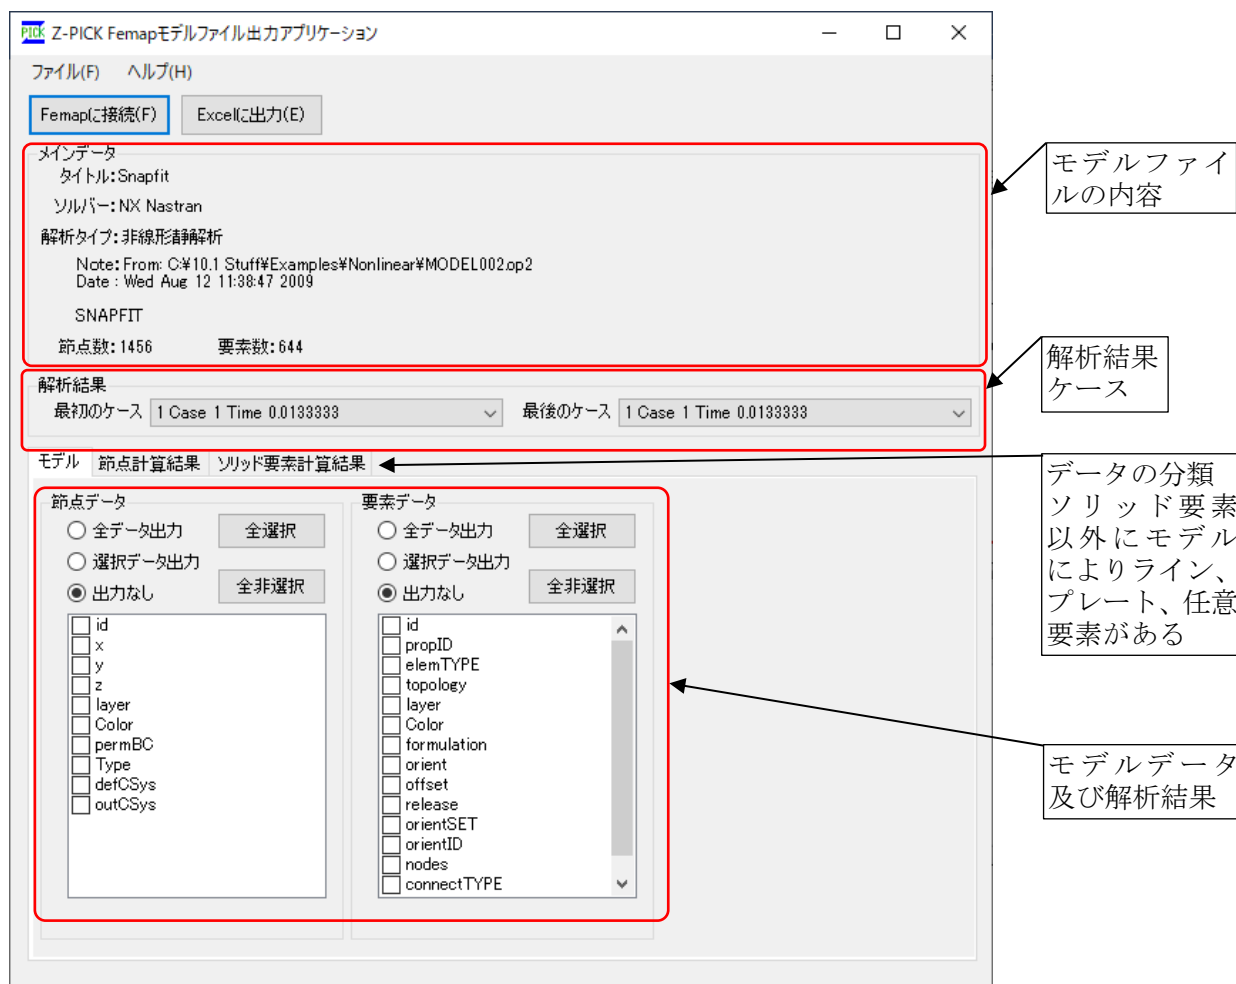 PICK Z-PICK Femapモデルファイル出力アプリケーション
ファイル(F) ヘルプ(H)
Femapに接続(F) Excelに出力(E)
メインデータ
タイトル:Snapfit
ソルバー:NX Nastran
解析タイプ:非線形静解析
Note:From: C:¥10.1 Stuff¥Examples¥Nonlinear¥MODEL002.op2
Date : Wed Aug 12 11:38:47 2009
SNAPFIT
節点数:1456 要素数:644
モデルファイ
ルの内容
解析結果
最初のケース 1 Case 1 Time 0.0133333 最後のケース 1 Case 1 Time 0.0133333
解析結果
ケース
モデル 節点計算結果 ソリッド要素計算結果
データの分類
ソリッド要素
以外にモデル
によりライン、
プレート、任意
要素がある
節点データ
全データ出力 全選択
選択データ出力
出力なし 全非選択
id
x
y
z
layer
Color
permBC
Type
defCSys
outCSys
要素データ
全データ出力 全選択
選択データ出力
出力なし 全非選択
id
propID
elemTYPE
topology
layer
Color
formulation
orient
offset
release
orientSET
orientID
nodes
connectTYPE
モデルデータ
及び解析結果